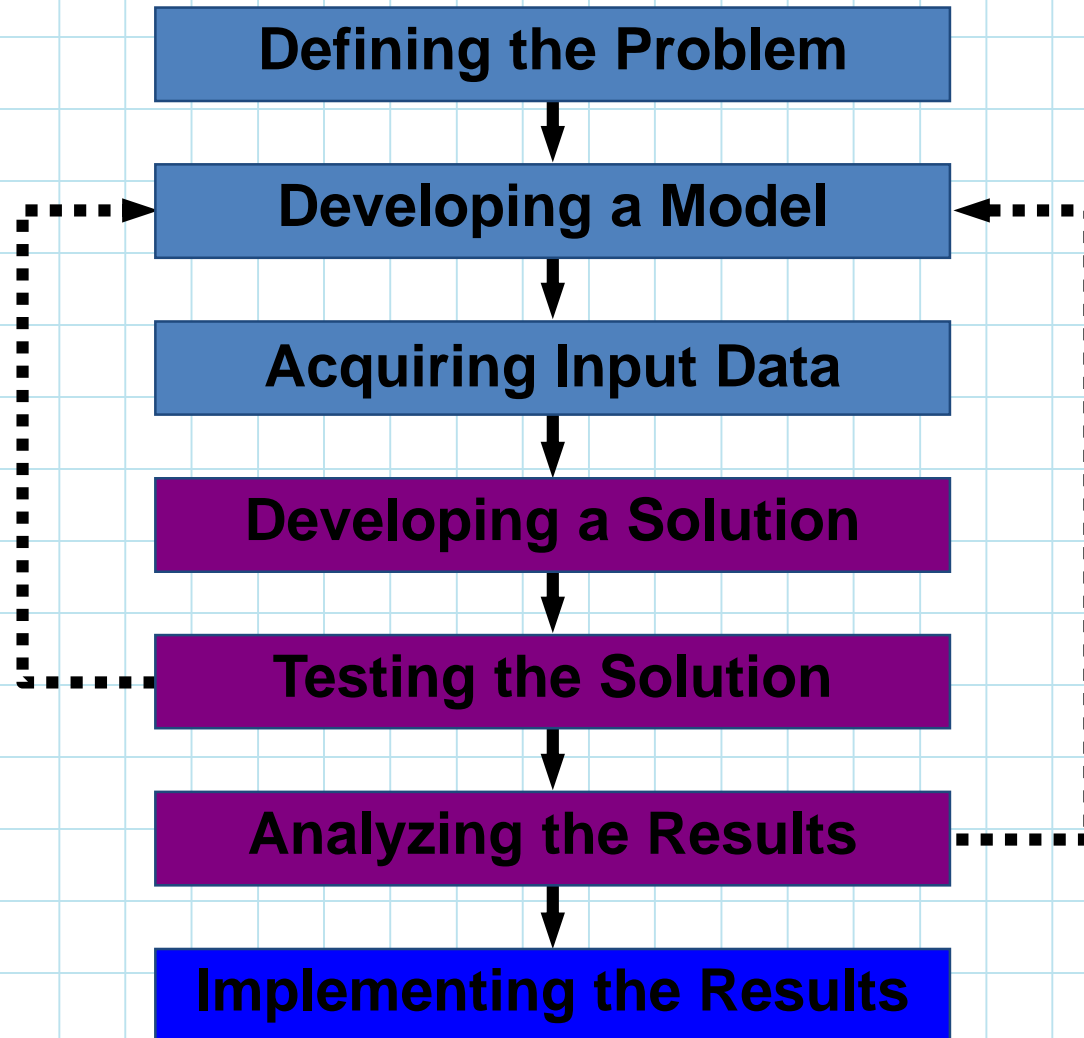 Defining the Problem
Developing a Model
Acquiring Input Data
Developing a Solution
Testing the Solution
Analyzing the Results
Implementing the Results